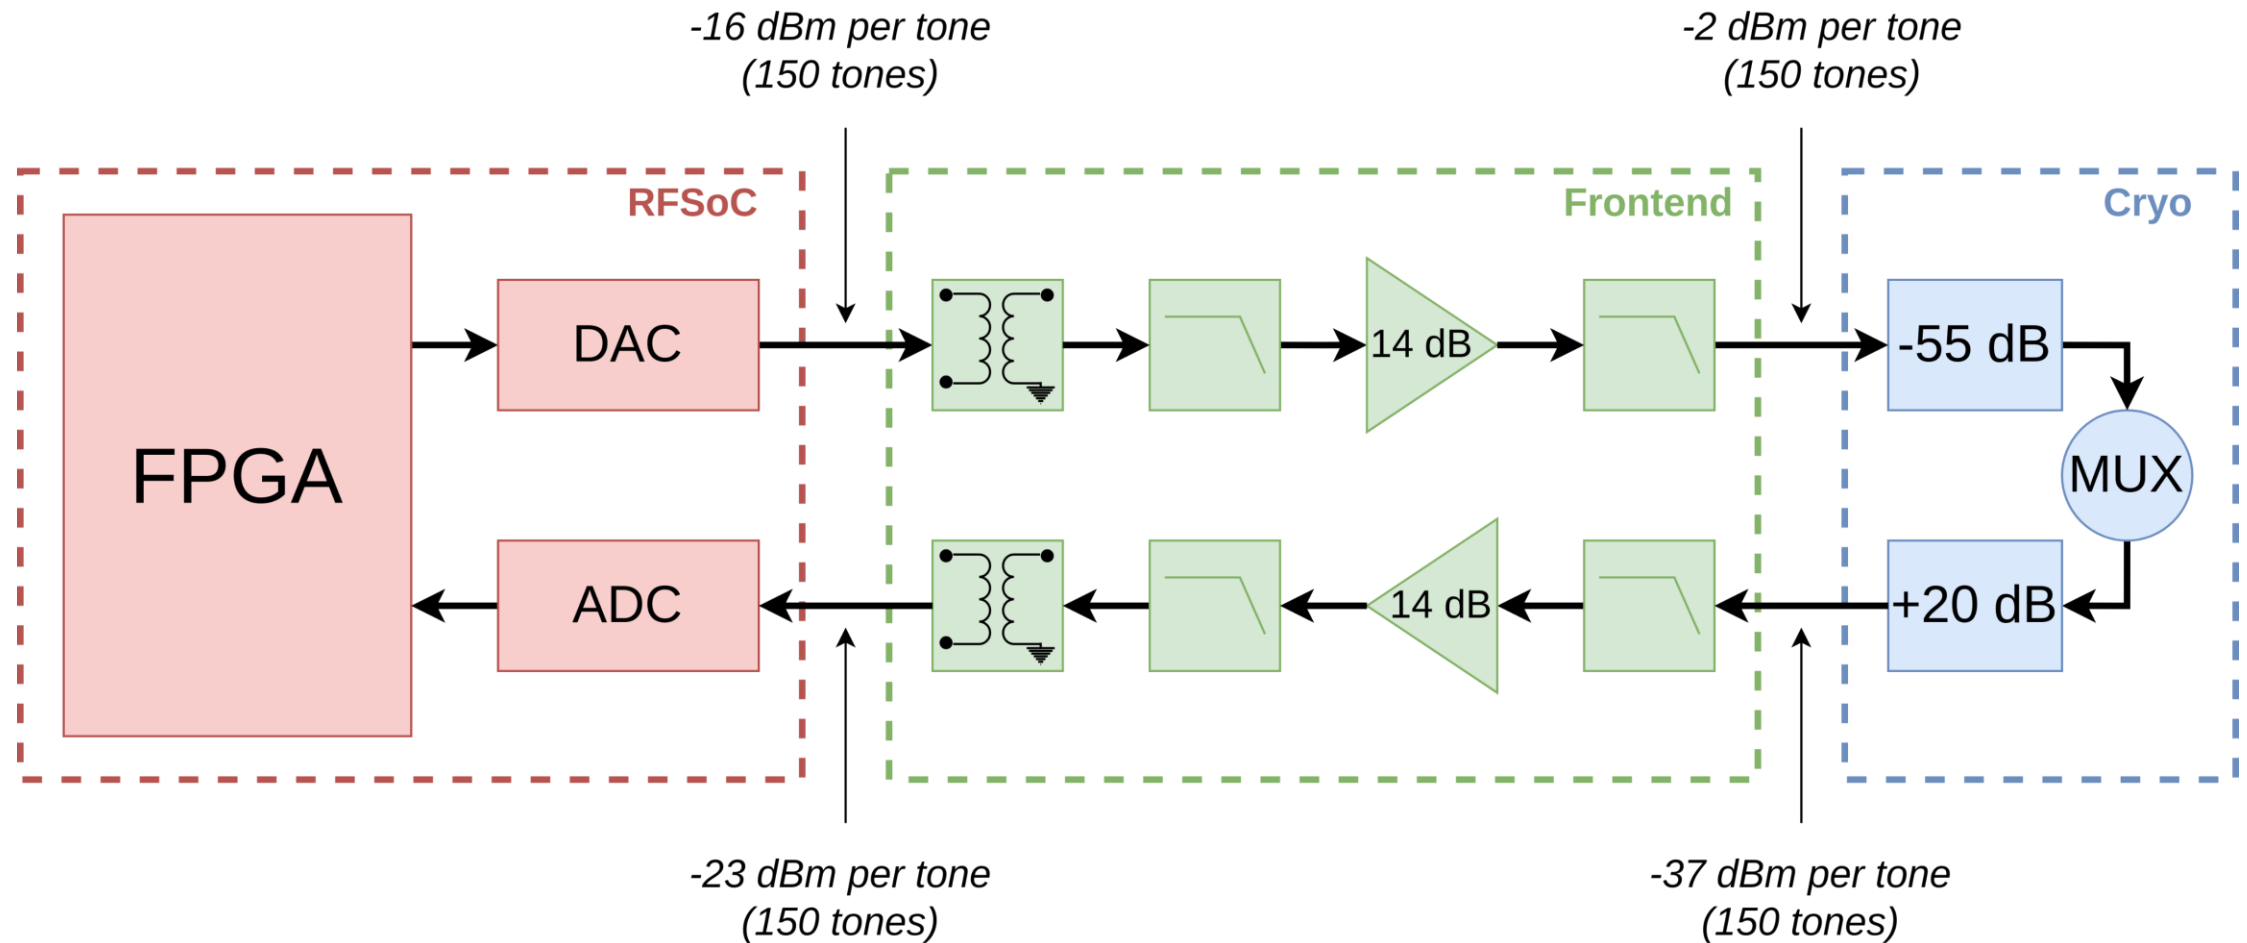 -16 dBm per tone
(150 tones)
-2 dBm per tone
(150 tones)
RFSoC
Frontend
Cryo
FPGA
DAC
14 dB
-55 dB
MUX
ADC
14 dB
+20 dB
-23 dBm per tone
(150 tones)
-37 dBm per tone
(150 tones)